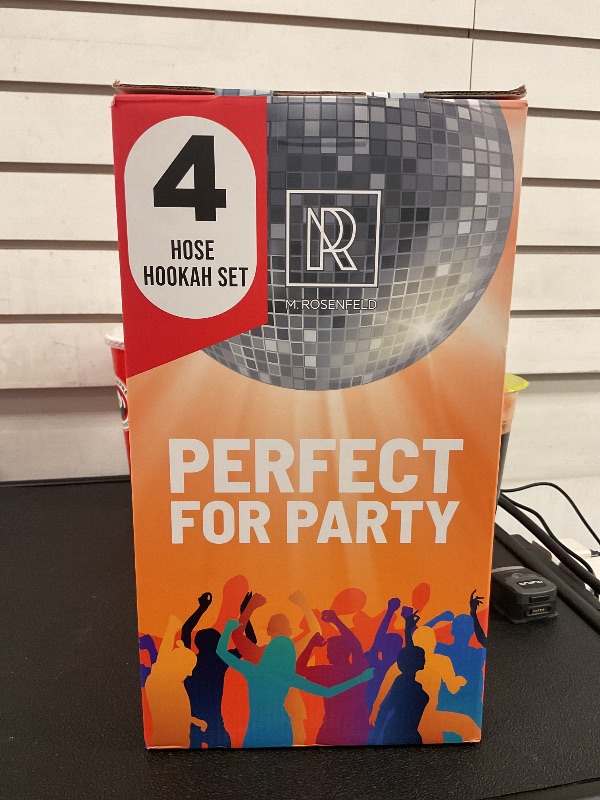 4
HOSE
HOOKAH SET
R
M. ROSENFELD
PERFECT
FOR PARTY